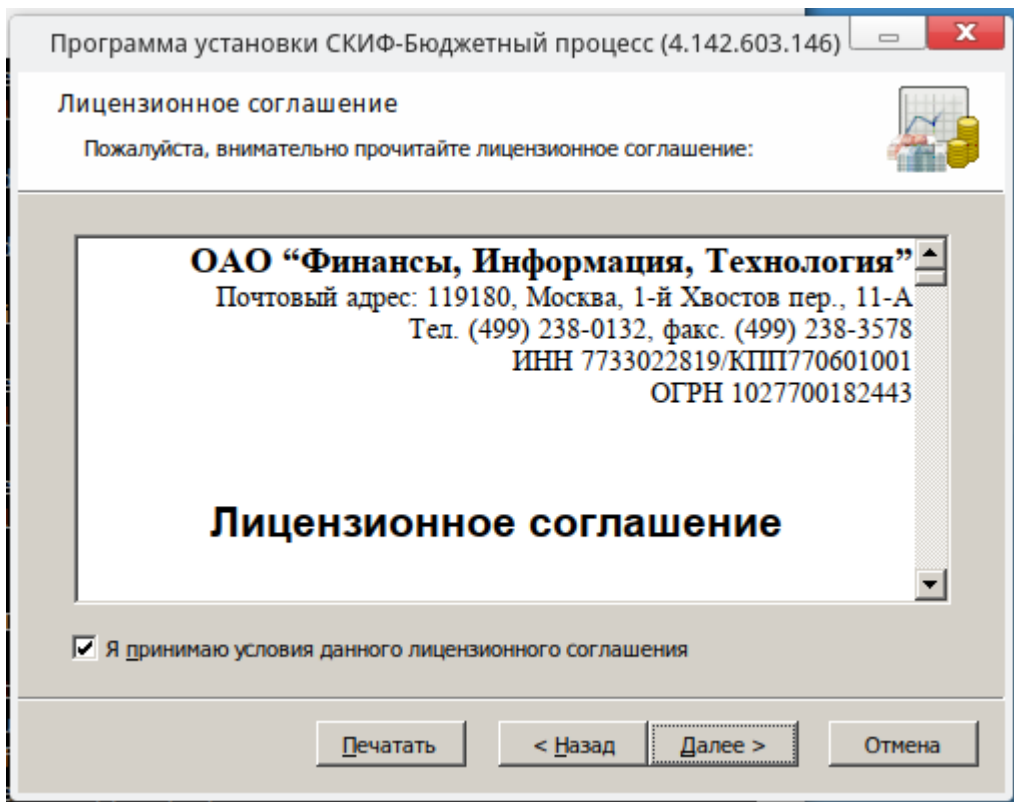 Программа установки СКИФ-Бюджетный процесс (4.142.603.146)
Лицензионное соглашение
Пожалуйста, внимательно прочитайте лицензионное соглашение:
ОАО “Финансы, Информация, Технология”
Почтовый адрес: 119180, Москва, 1-й Хвостов пер., 11-А
Тел. (499) 238-0132, факс. (499) 238-3578
ИНН 7733022819/КПП770601001
ОГРН 1027700182443
Лицензионное соглашение
Я принимаю условия данного лицензионного соглашения
Печатать < Назад Далее > Отмена